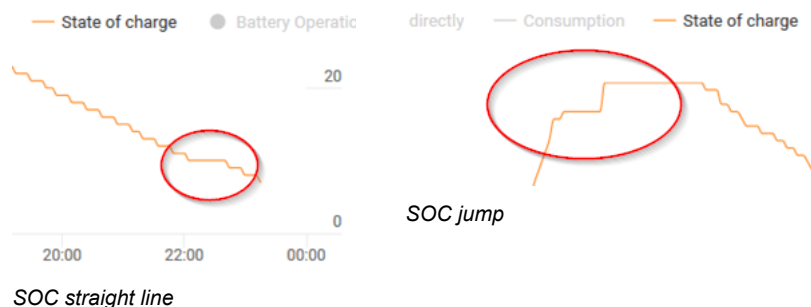 State of charge Battery Operatic
20
0
20:00 22:00 00:00
SOC straight line
directly Consumption State of charge
SOC jump